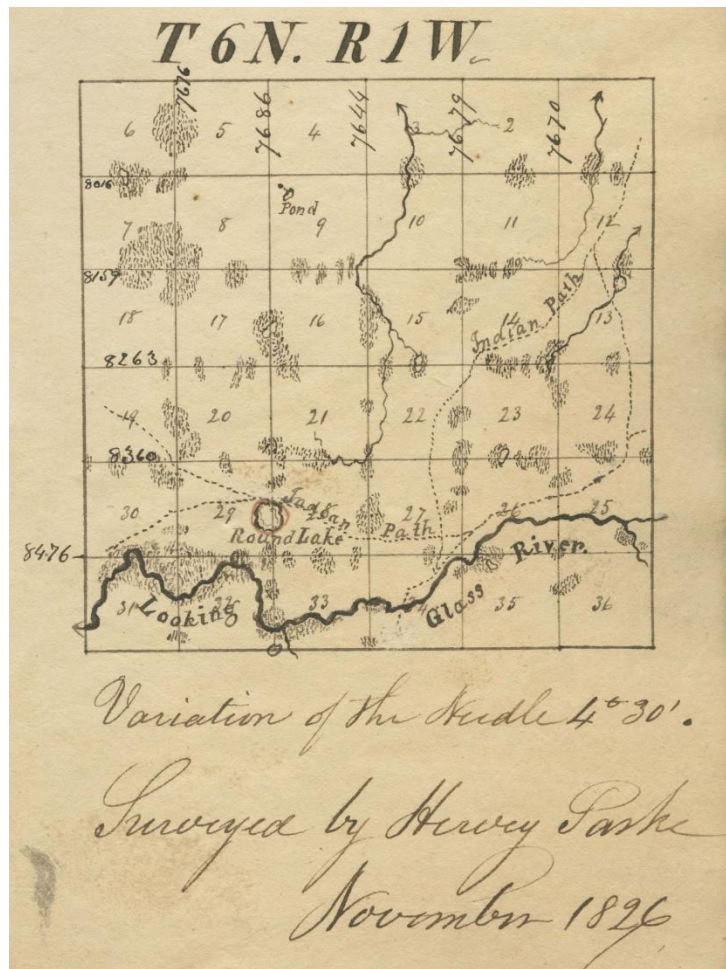 T 6 N. R 1 W.
7686
7644
7679
7670
6 5 4 3 2
8016
Pond
7 8 9 10 11 12
8159
18 17 16 15 14 13
Indian Path
8263
19 20 21 22 23 24
8360
30 29 28 27 26 25
Indian Path
Round Lake
8476
31 32 33 34 35 36
Looking Glass River.
Variation of the Needle 4° 30'.
Surveyed by Hervey Parke
November 1826